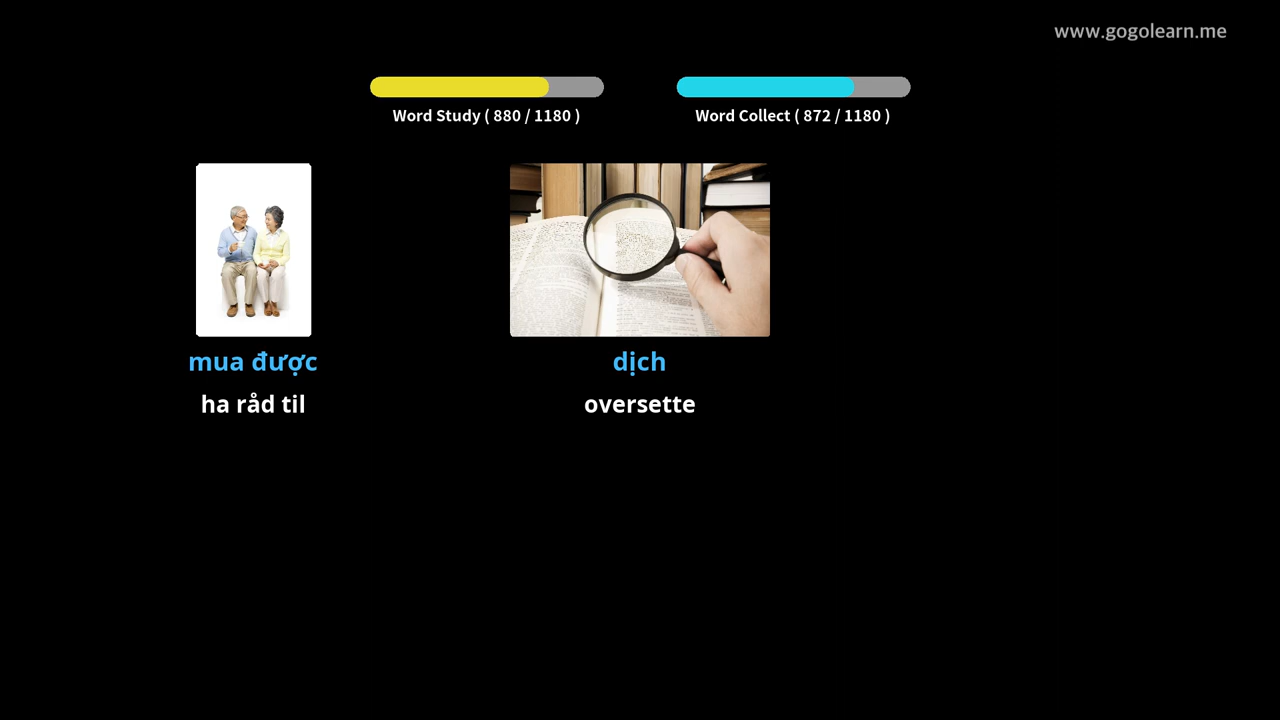 www.gogolearn.me
Word Study ( 880 / 1180 )
Word Collect ( 872 / 1180 )
mua được
ha råd til
dịch
oversette